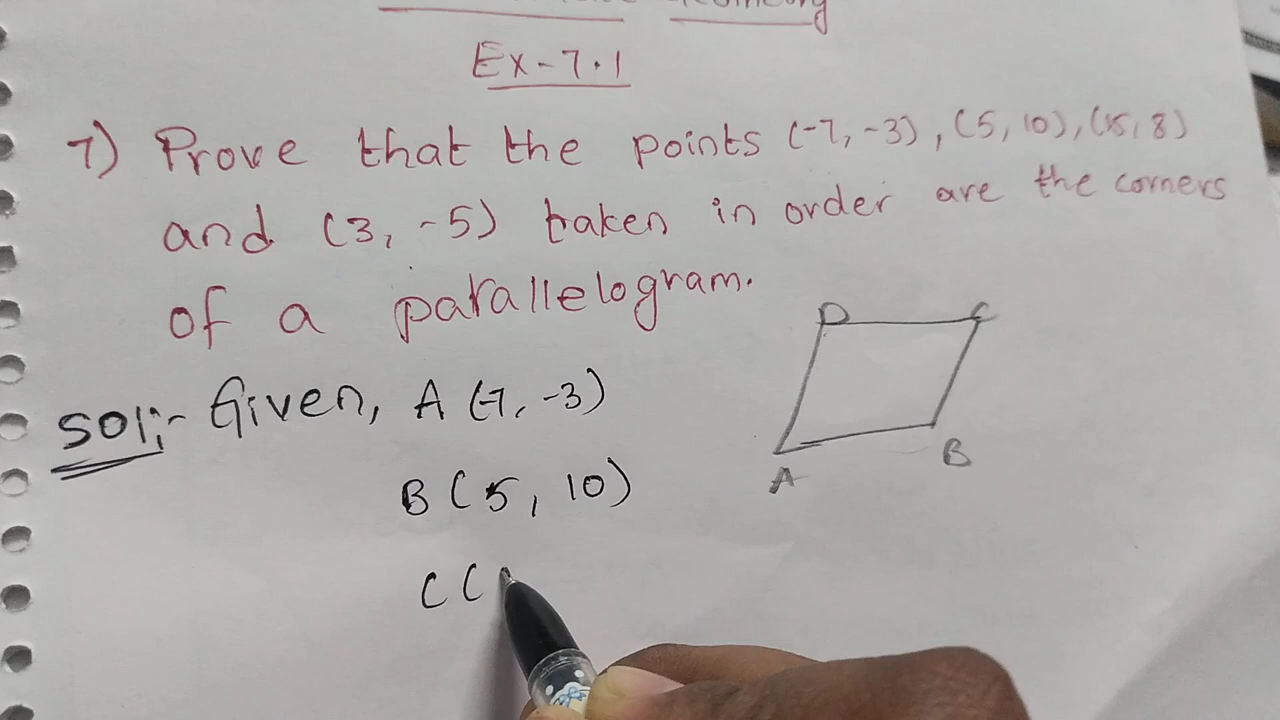 Ex-7.1
7) Prove that the points (-7, -3), (5, 10), (15, 8)
and (3, -5) taken in order are the corners
of a parallelogram.
D C
Sol:- Given, A (-7, -3)
A B
B (5, 10)
C (